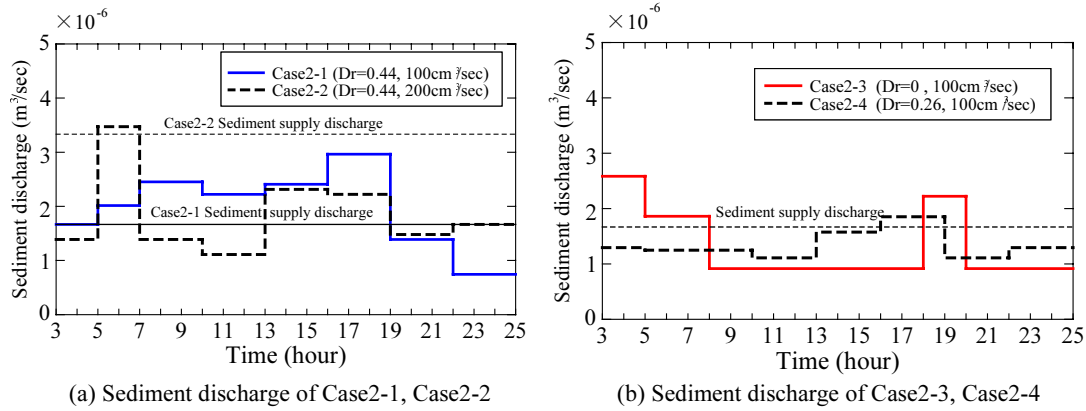 ×10⁻⁶
5
4
3
2
1
0
Sediment discharge (m³/sec)
Case2-1 (Dr=0.44, 100cm³/sec)
Case2-2 (Dr=0.44, 200cm³/sec)
Case2-2 Sediment supply discharge
Case2-1 Sediment supply discharge
3 5 7 9 11 13 15 17 19 21 23 25
Time (hour)
(a) Sediment discharge of Case2-1, Case2-2
×10⁻⁶
5
4
3
2
1
0
Sediment discharge (m³/sec)
Case2-3 (Dr=0 , 100cm³/sec)
Case2-4 (Dr=0.26, 100cm³/sec)
Sediment supply discharge
3 5 7 9 11 13 15 17 19 21 23 25
Time (hour)
(b) Sediment discharge of Case2-3, Case2-4